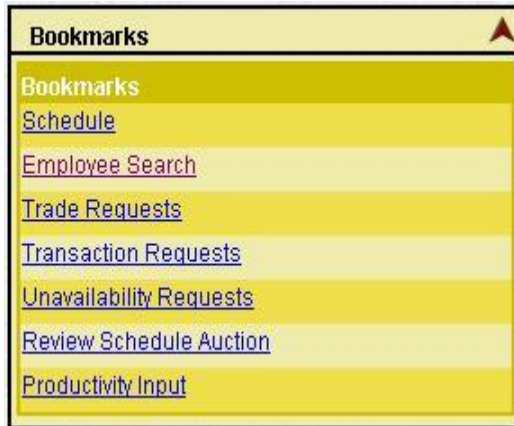 Bookmarks
Bookmarks
Schedule
Employee Search
Trade Requests
Transaction Requests
Unavailability Requests
Review Schedule Auction
Productivity Input